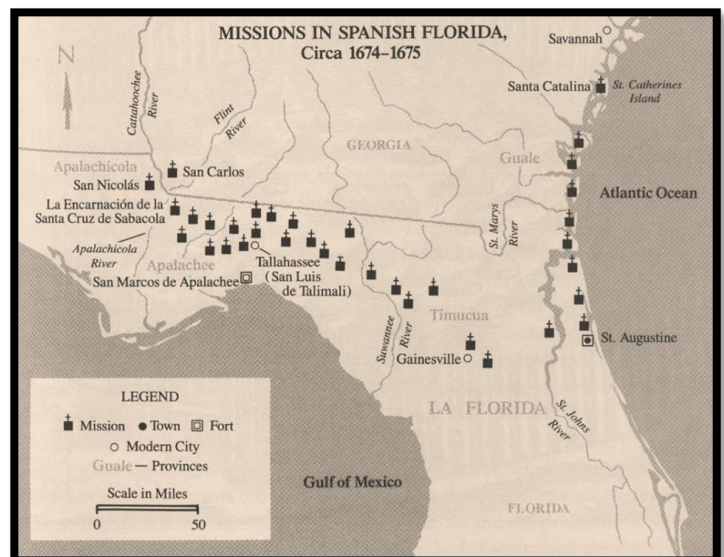 MISSIONS IN SPANISH FLORIDA,
Circa 1674–1675
N
Savannah
Santa Catalina
St. Catherines
Island
Cattahoochee
River
Flint
River
GEORGIA
Guale
Apalachicola
San Carlos
San Nicolás
La Encarnación de la
Santa Cruz de Sabacola
Atlantic Ocean
St. Marys
River
Apalachicola
River
Apalachee
Tallahassee
(San Luis
de Talimali)
San Marcos de Apalachee
Timucua
Suwannee
River
Gainesville
St. Augustine
LA FLORIDA
St. Johns
River
LEGEND
Mission Town Fort
Modern City
Guale — Provinces
Scale in Miles
0 50
Gulf of Mexico
FLORIDA